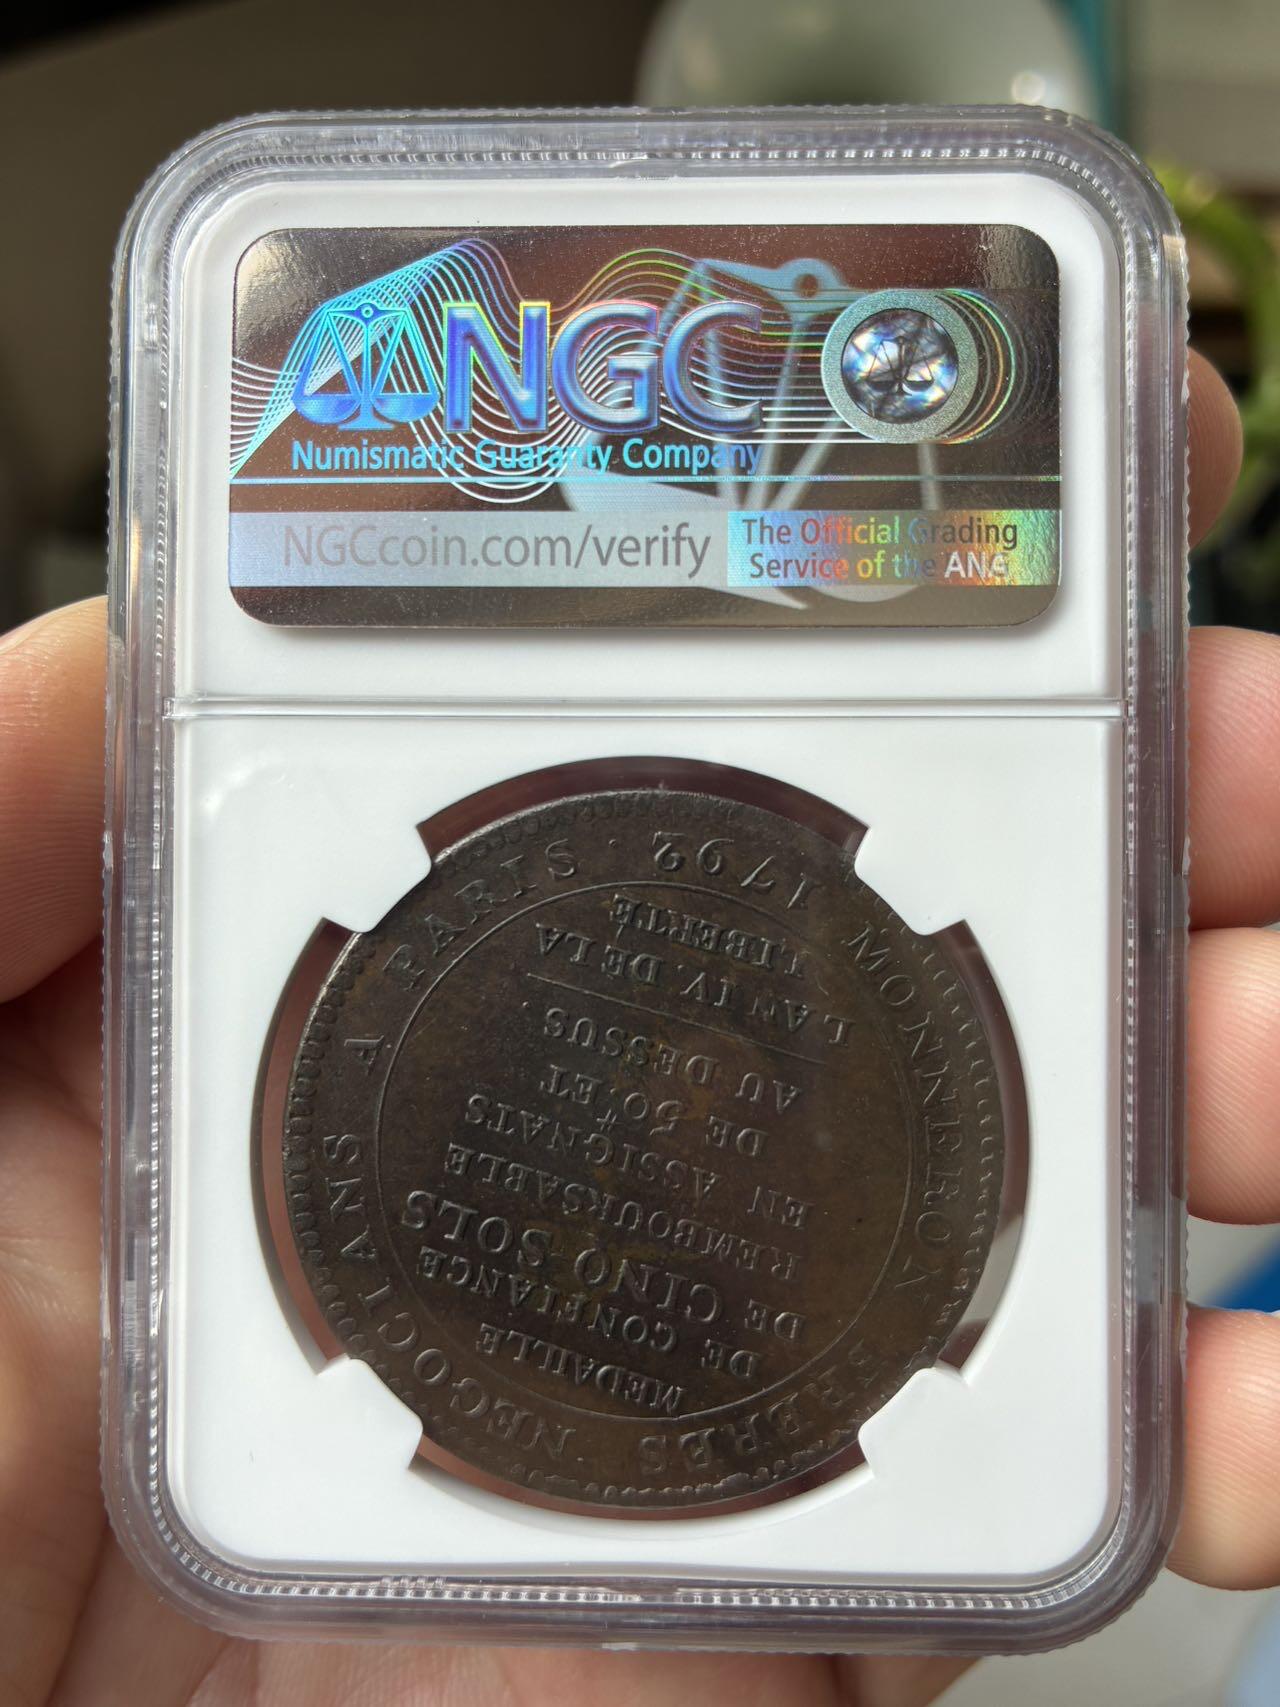 NGC
Numismatic Guaranty Company
NGCcoin.com/verify
The Official Grading
Service of the ANA
MONNERON FRERES NEGOCIANS A PARIS . 1792
MEDAILLE
DE CONFIANCE
DE CINQ SOLS
REMBOURSABLE
EN ASSIGNATS
DE 50.ᵗᵗ ET
AU DESSUS .
L'AN IV. DE LA
LIBERTE